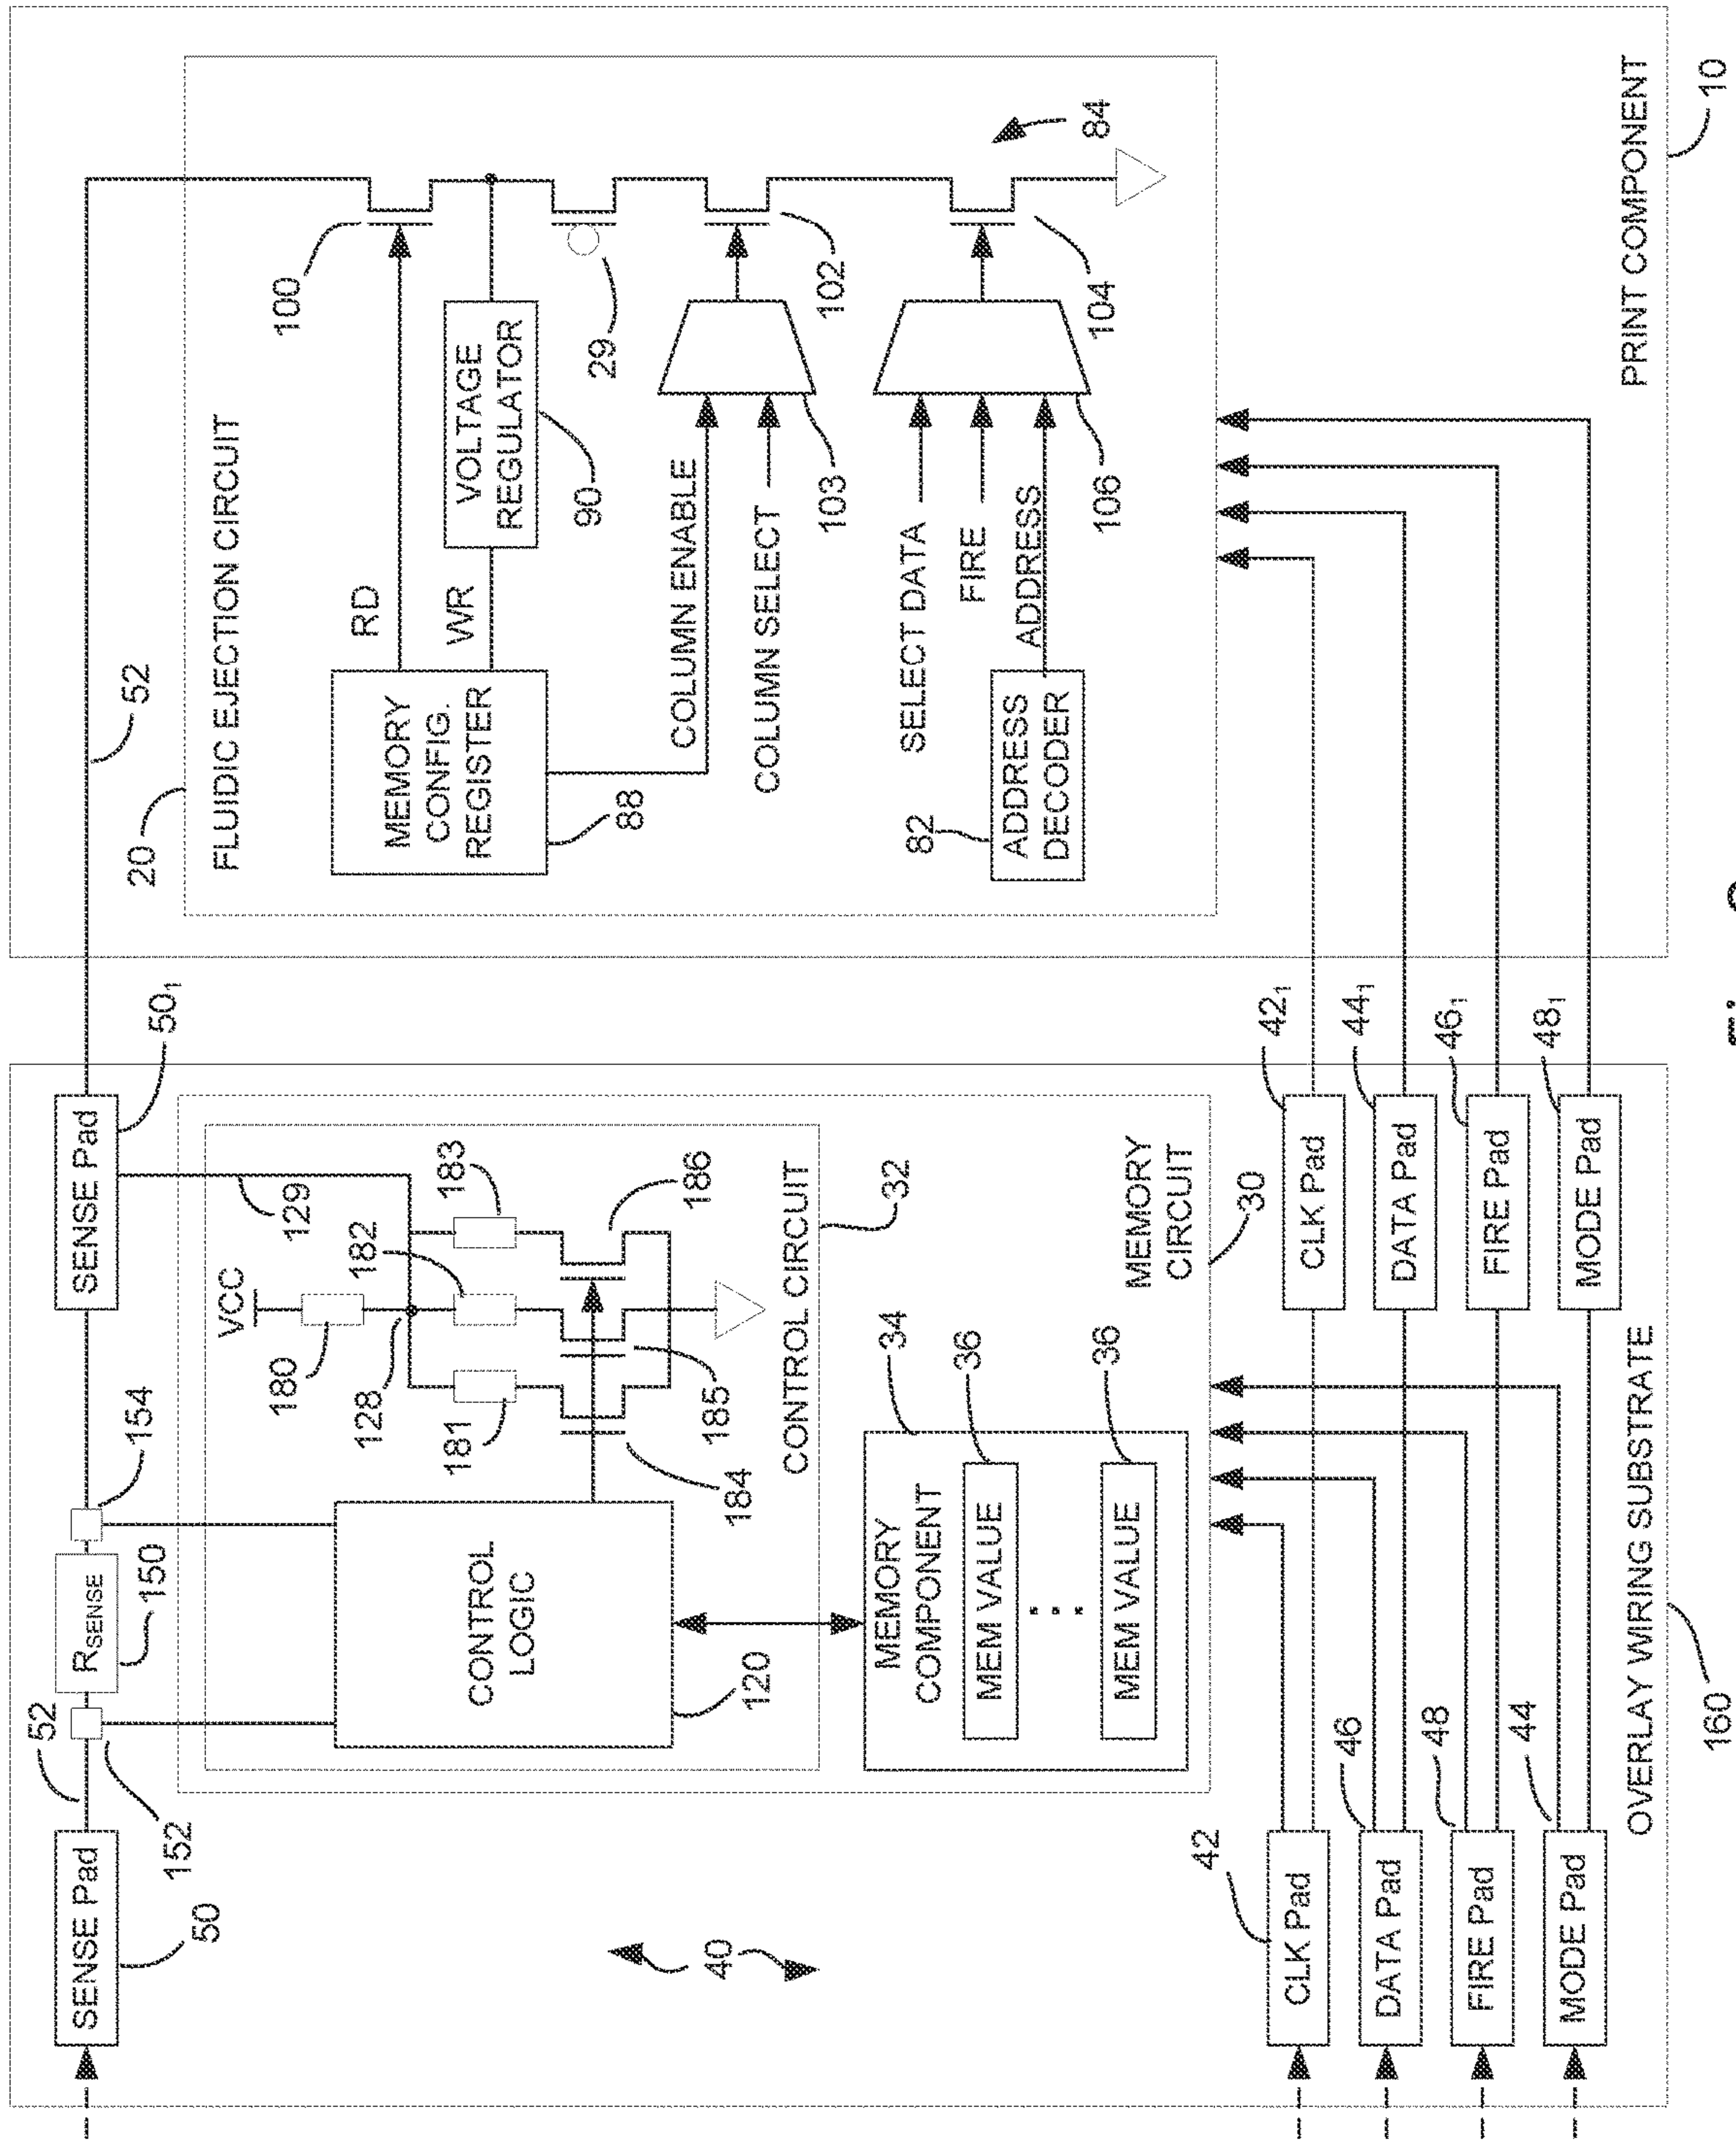 SENSE Pad
50
52
152
RSENSE
150
154
SENSE Pad
50₁
52
129
VCC
180
128
181
182
183
184
185
186
CONTROL
LOGIC
120
CONTROL CIRCUIT
32
MEMORY
COMPONENT
34
MEM VALUE
36
...
MEM VALUE
36
MEMORY
CIRCUIT
30
40
CLK Pad
42
DATA Pad
46
FIRE Pad
48
MODE Pad
44
CLK Pad
42₁
DATA Pad
44₁
FIRE Pad
46₁
MODE Pad
48₁
OVERLAY WIRING SUBSTRATE
160
20
FLUIDIC EJECTION CIRCUIT
MEMORY
CONFIG.
REGISTER
88
RD
WR
VOLTAGE
REGULATOR
90
100
29
COLUMN ENABLE
COLUMN SELECT
103
102
SELECT DATA
FIRE
ADDRESS
82
ADDRESS
DECODER
106
104
84
PRINT COMPONENT
10